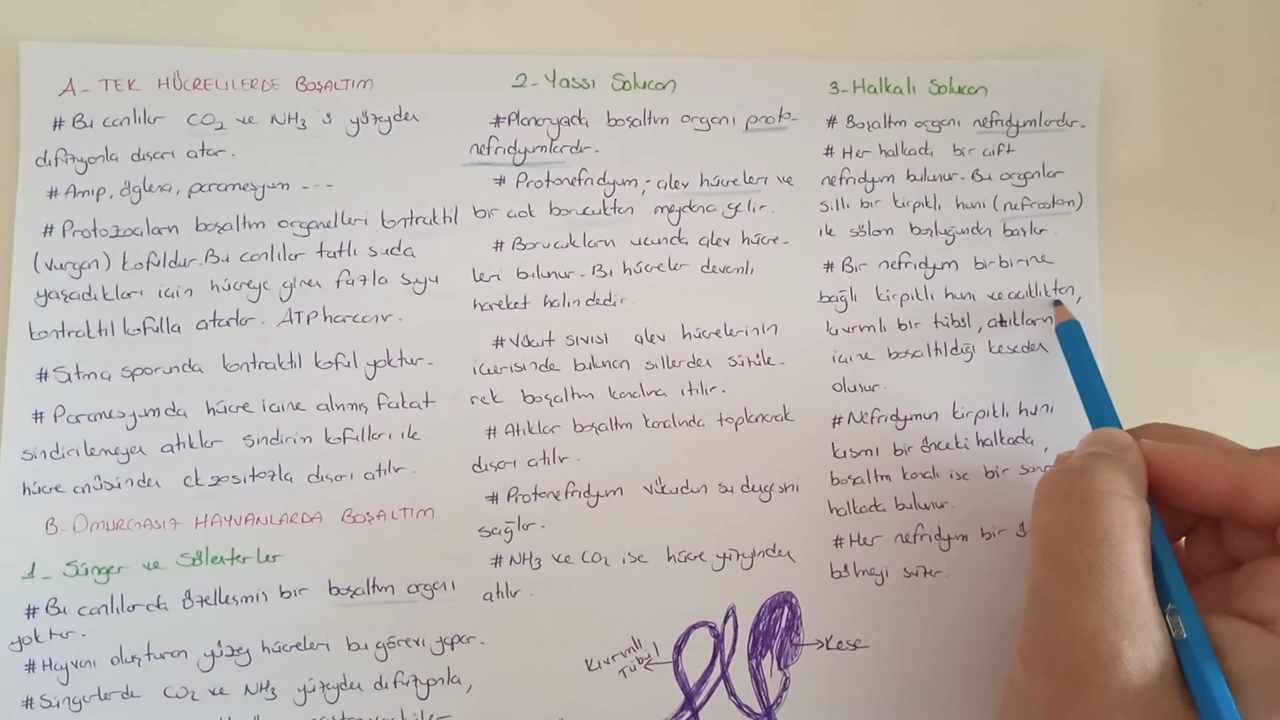 A- TEK HÜCRELİLERDE BOŞALTIM
# Bu canlılar CO2 ve NH3 ü yüzeyden
difüzyonla dışarı atar.
# Amip, öglena, paramesyum ---
# Protozoaların boşaltım organelleri kontraktil
(vurgan) kofuldur. Bu canlılar tatlı suda
yaşadıkları için hücreye giren fazla suyu
kontraktil kofulla atarlar. ATP harcanır.
# Sıtma sporunda kontraktil koful yoktur.
# Paramesyumda hücre içine alınmış fakat
sindirilemeyen atıklar sindirim kofulları ile
hücre anüsünden ekzositozla dışarı atılır.
B- OMURGASIZ HAYVANLARDA BOŞALTIM
1- Sünger ve Sölenterler
# Bu canlılarda özelleşmiş bir boşaltım organı
yoktur.
# Hayvanı oluşturan yüzey hücreleri bu görevi yapar.
# Süngerlerde CO2 ve NH3 yüzeyden difüzyonla,
2- Yassı Solucan
# Planaryada boşaltım organı proto-
nefridyumlardır.
# Protonefridyum; alev hücreleri ve
bir çok borucuktan meydana gelir.
# Borucukların ucunda alev hücre-
leri bulunur. Bu hücreler devamlı
hareket halindedir.
# Vücut sıvısı alev hücrelerinin
içerisinde bulunan sillerden süzüle-
rek boşaltım kanalına itilir.
# Atıklar boşaltım kanalında toplanarak
dışarı atılır.
# Protonefridyum vücudun su dengesini
sağlar.
# NH3 ve CO2 ise hücre yüzeyinden
atılır.
3- Halkalı Solucan
# Boşaltım organı nefridyumlardır.
# Her halkada bir çift
nefridyum bulunur. Bu organlar
silli bir kirpikli huni (nefrostom)
ile sölom boşluğundan başlar.
# Bir nefridyum birbirine
bağlı kirpikli huni ve açıklıktan,
kıvrımlı bir tübül, atıkların
içine boşaltıldığı keseden
oluşur.
# Nefridyumun kirpikli huni
kısmı bir önceki halkada,
boşaltım kanalı ise bir
halkada bulunur.
# Her nefridyum bir
bölmeyi süzer.
Kıvrımlı
Tübül
Kese